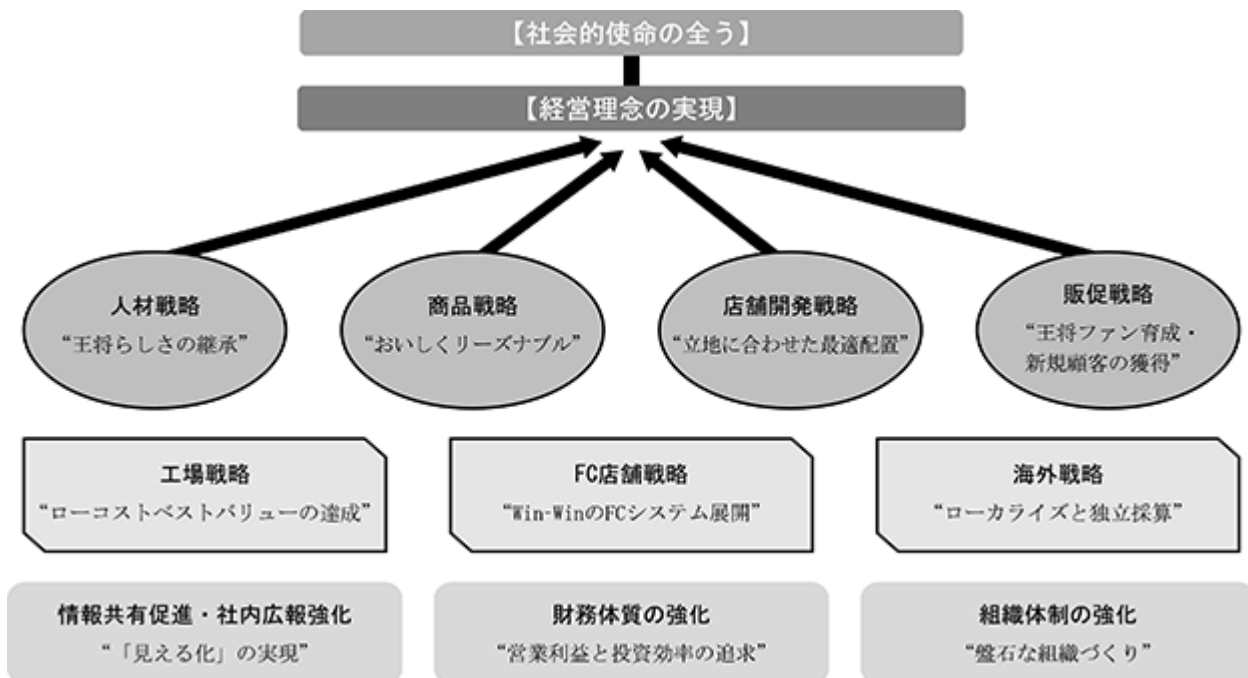 【社会的使命の全う】
【経営理念の実現】
人材戦略
“王将らしさの継承”
商品戦略
“おいしくリーズナブル”
店舗開発戦略
“立地に合わせた最適配置”
販促戦略
“王将ファン育成・
新規顧客の獲得”
工場戦略
“ローコストベストバリューの達成”
FC店舗戦略
“Win-WinのFCシステム展開”
海外戦略
“ローカライズと独立採算”
情報共有促進・社内広報強化
“「見える化」の実現”
財務体質の強化
“営業利益と投資効率の追求”
組織体制の強化
“盤石な組織づくり”